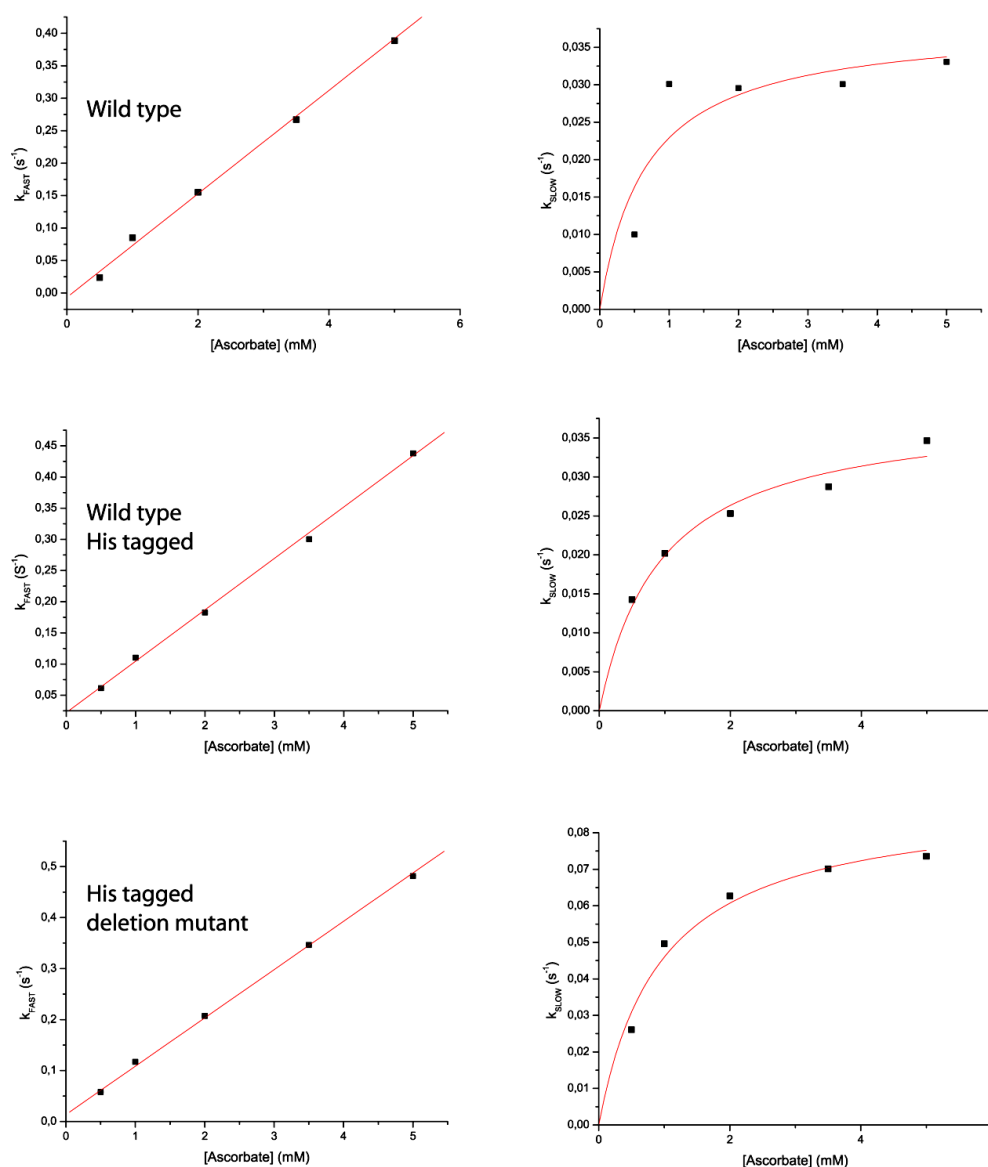 0,40
0,35
0,30
0,25
0,20
0,15
0,10
0,05
0,00
k_FAST (s⁻¹)
Wild type
0 2 4 6
[Ascorbate] (mM)
0,035
0,030
0,025
0,020
0,015
0,010
0,005
0,000
k_SLOW (s⁻¹)
0 1 2 3 4 5
[Ascorbate] (mM)
0,45
0,40
0,35
0,30
0,25
0,20
0,15
0,10
0,05
k_FAST (S⁻¹)
Wild type
His tagged
0 1 2 3 4 5
[Ascorbate] (mM)
0,035
0,030
0,025
0,020
0,015
0,010
0,005
0,000
k_SLOW (s⁻¹)
0 2 4
[Ascorbate] (mM)
0,5
0,4
0,3
0,2
0,1
0,0
k_FAST (s⁻¹)
His tagged
deletion mutant
0 1 2 3 4 5
[Ascorbate] (mM)
0,08
0,07
0,06
0,05
0,04
0,03
0,02
0,01
0,00
k_SLOW (s⁻¹)
0 2 4
[Ascorbate] (mM)